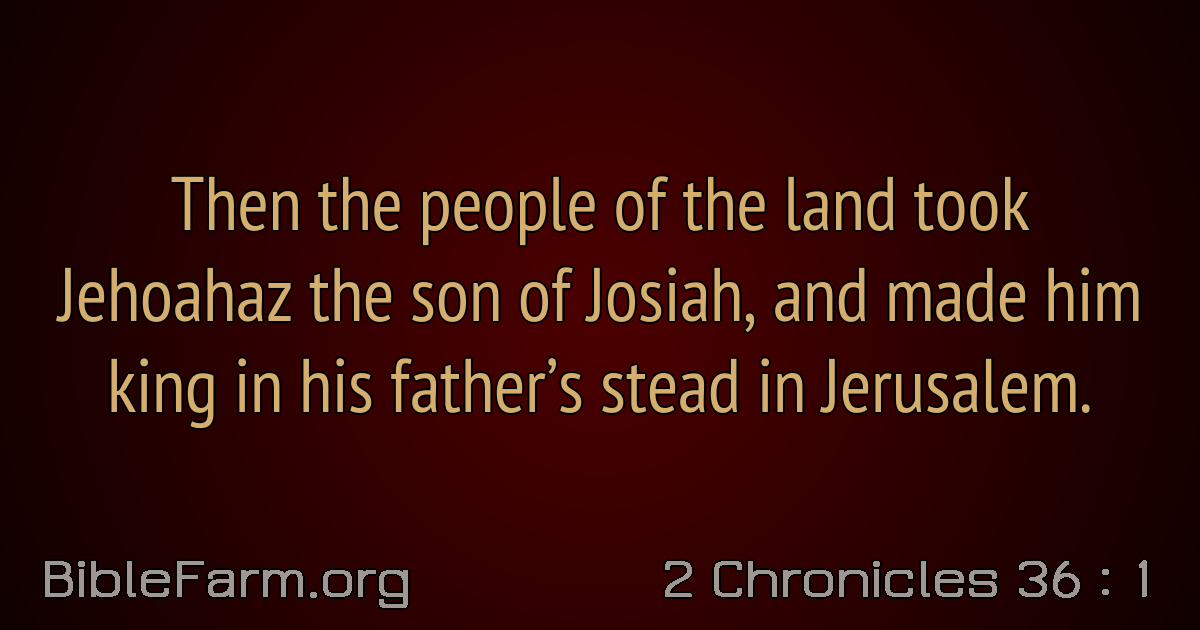 Then the people of the land took
Jehoahaz the son of Josiah, and made him
king in his father’s stead in Jerusalem.
BibleFarm.org
2 Chronicles 36 : 1